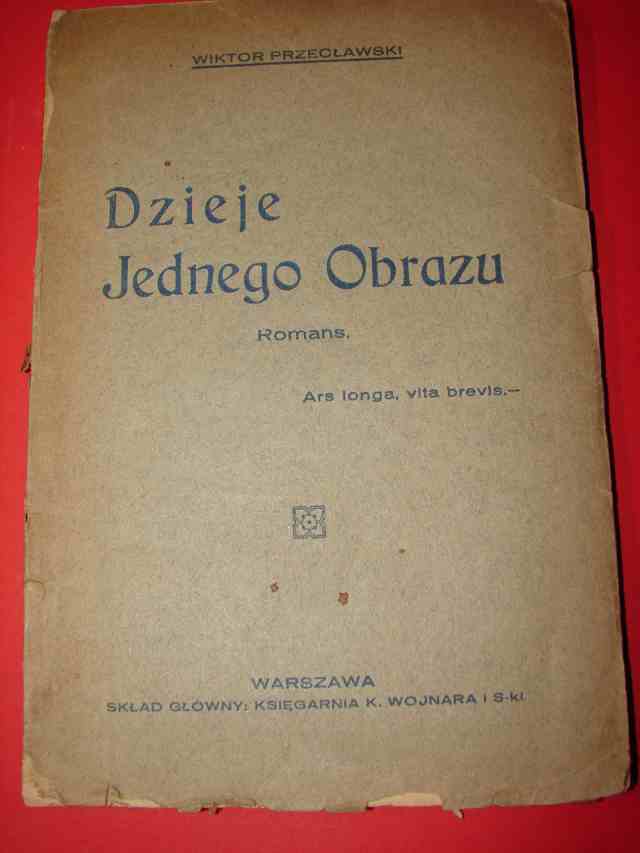 WIKTOR PRZECŁAWSKI
Dzieje
Jednego Obrazu
Romans.
Ars longa, vita brevis.—
WARSZAWA
SKŁAD GŁÓWNY: KSIĘGARNIA K. WOJNARA i S-ki.